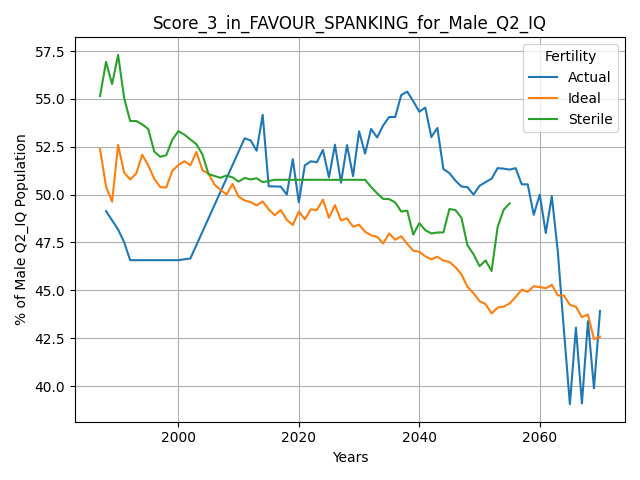 Score_3_in_FAVOUR_SPANKING_for_Male_Q2_IQ
Fertility
Actual
Ideal
Sterile
% of Male Q2_IQ Population
57.5
55.0
52.5
50.0
47.5
45.0
42.5
40.0
2000 2020 2040 2060
Years